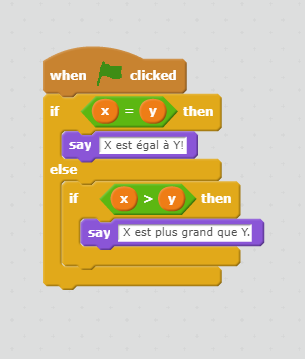 when clicked
if x = y then
say X est égal à Y!
else
if x > y then
say X est plus grand que Y.